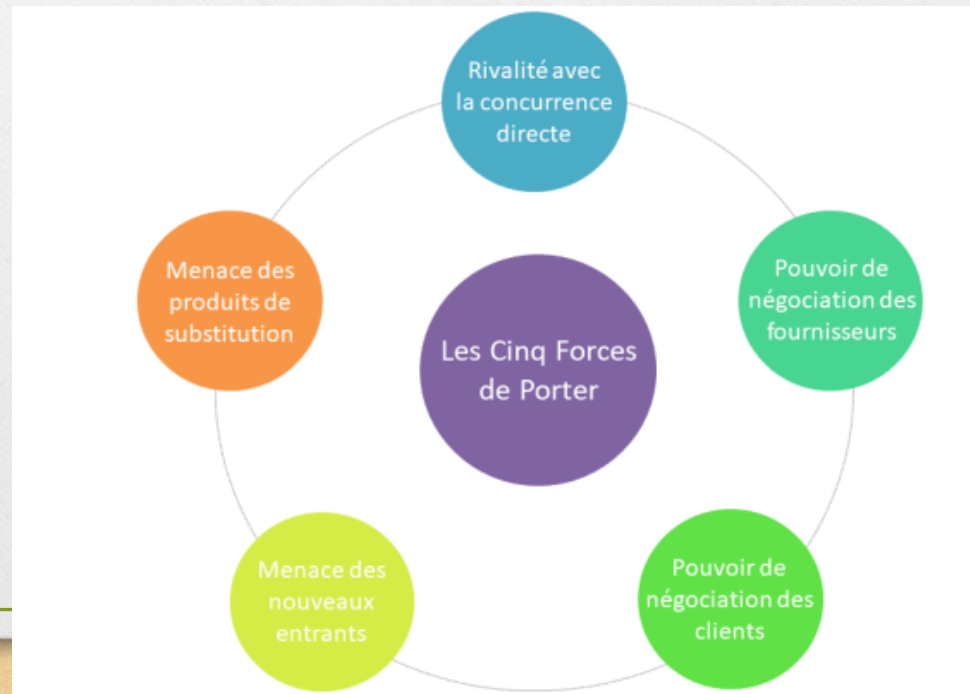 Rivalité avec
la concurrence
directe
Menace des
produits de
substitution
Pouvoir de
négociation des
fournisseurs
Les Cinq Forces
de Porter
Menace des
nouveaux
entrants
Pouvoir de
négociation des
clients